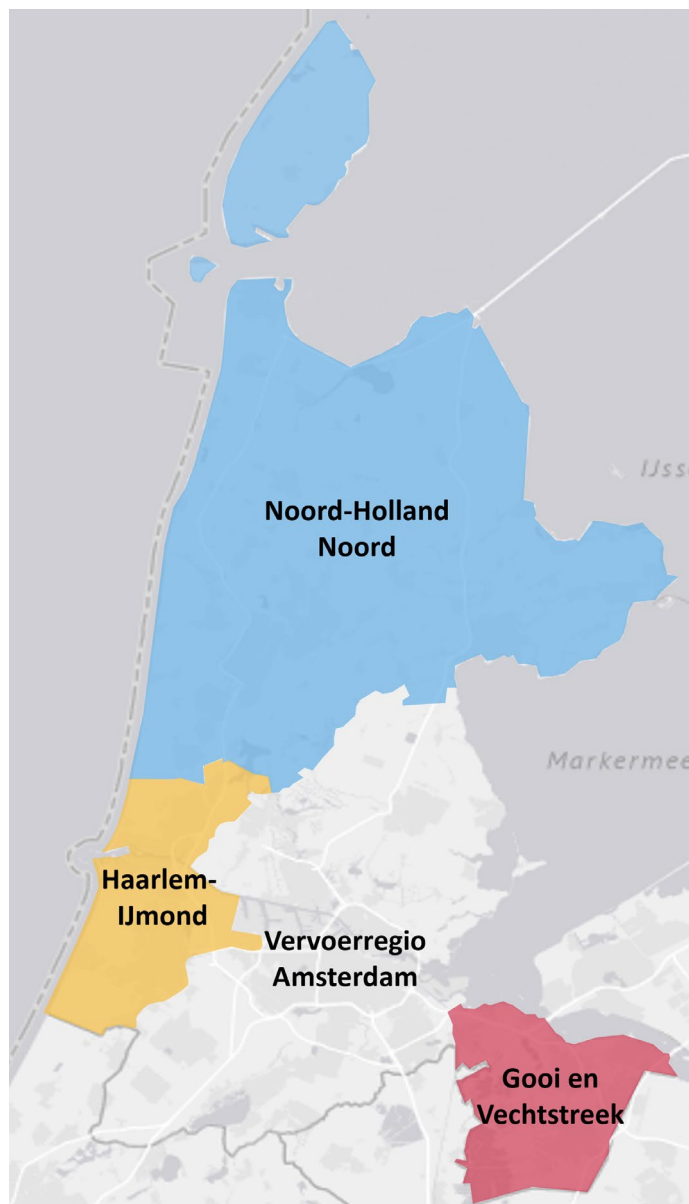 Noord-Holland
Noord
IJss
Markermee
Haarlem-
IJmond
Vervoerregio
Amsterdam
Gooi en
Vechtstreek